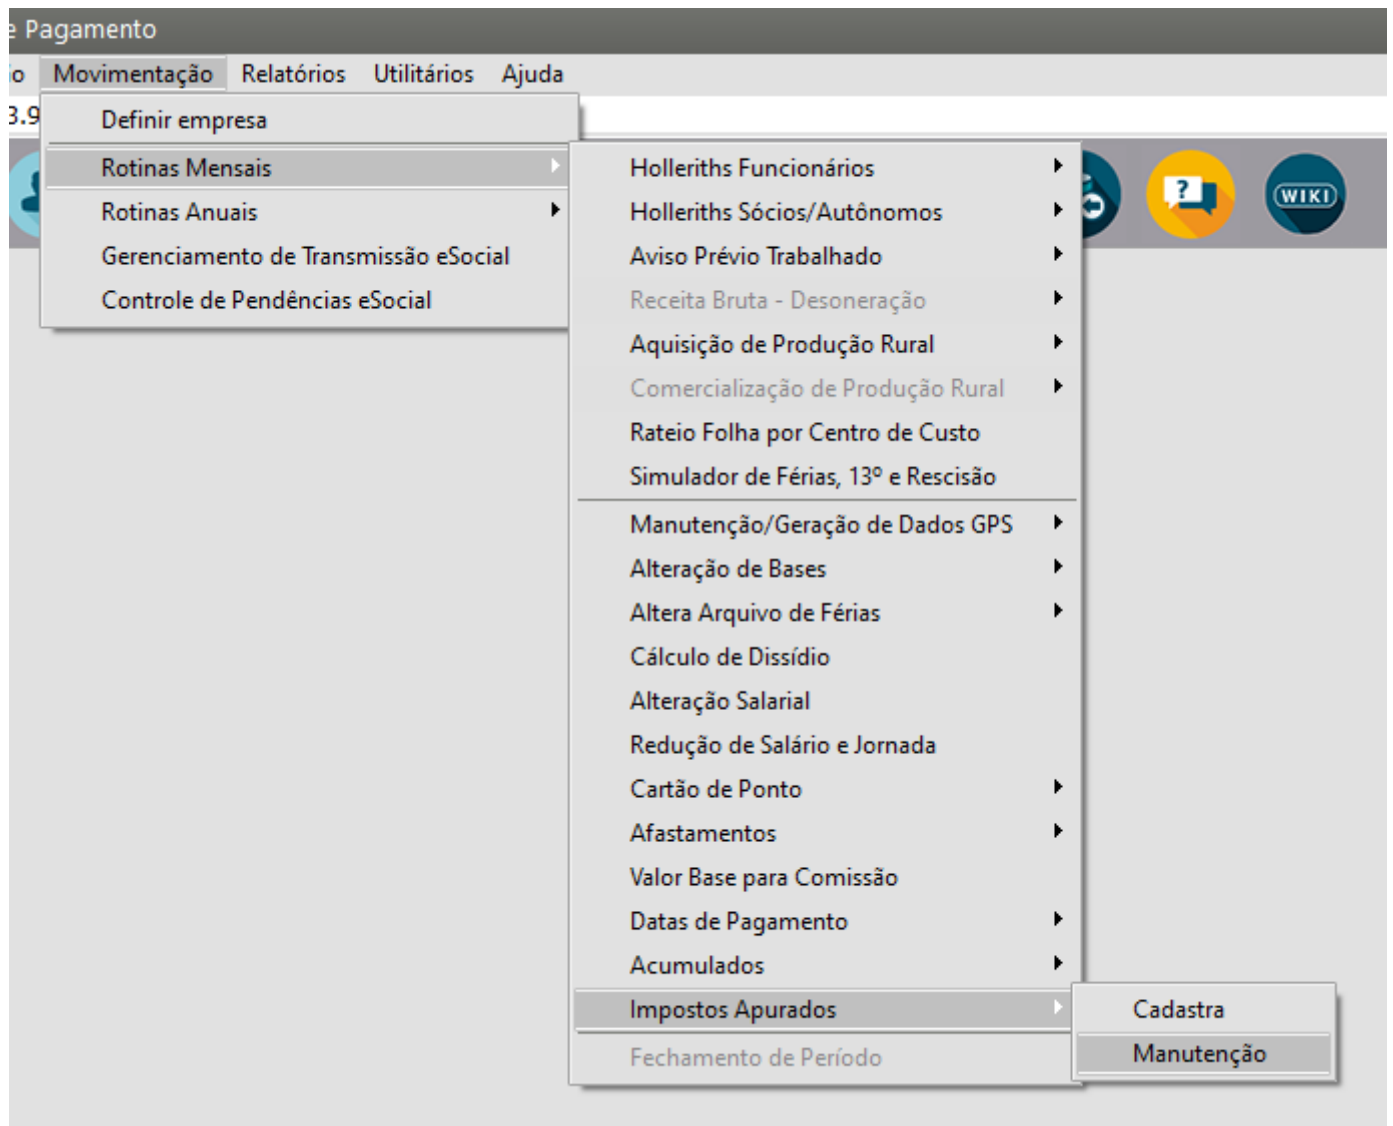 e Pagamento
io Movimentação Relatórios Utilitários Ajuda
3.9
Definir empresa
Rotinas Mensais
Rotinas Anuais
Gerenciamento de Transmissão eSocial
Controle de Pendências eSocial
Holleriths Funcionários
Holleriths Sócios/Autônomos
Aviso Prévio Trabalhado
Receita Bruta - Desoneração
Aquisição de Produção Rural
Comercialização de Produção Rural
Rateio Folha por Centro de Custo
Simulador de Férias, 13º e Rescisão
Manutenção/Geração de Dados GPS
Alteração de Bases
Altera Arquivo de Férias
Cálculo de Dissídio
Alteração Salarial
Redução de Salário e Jornada
Cartão de Ponto
Afastamentos
Valor Base para Comissão
Datas de Pagamento
Acumulados
Impostos Apurados
Fechamento de Período
Cadastra
Manutenção
?
WIKI